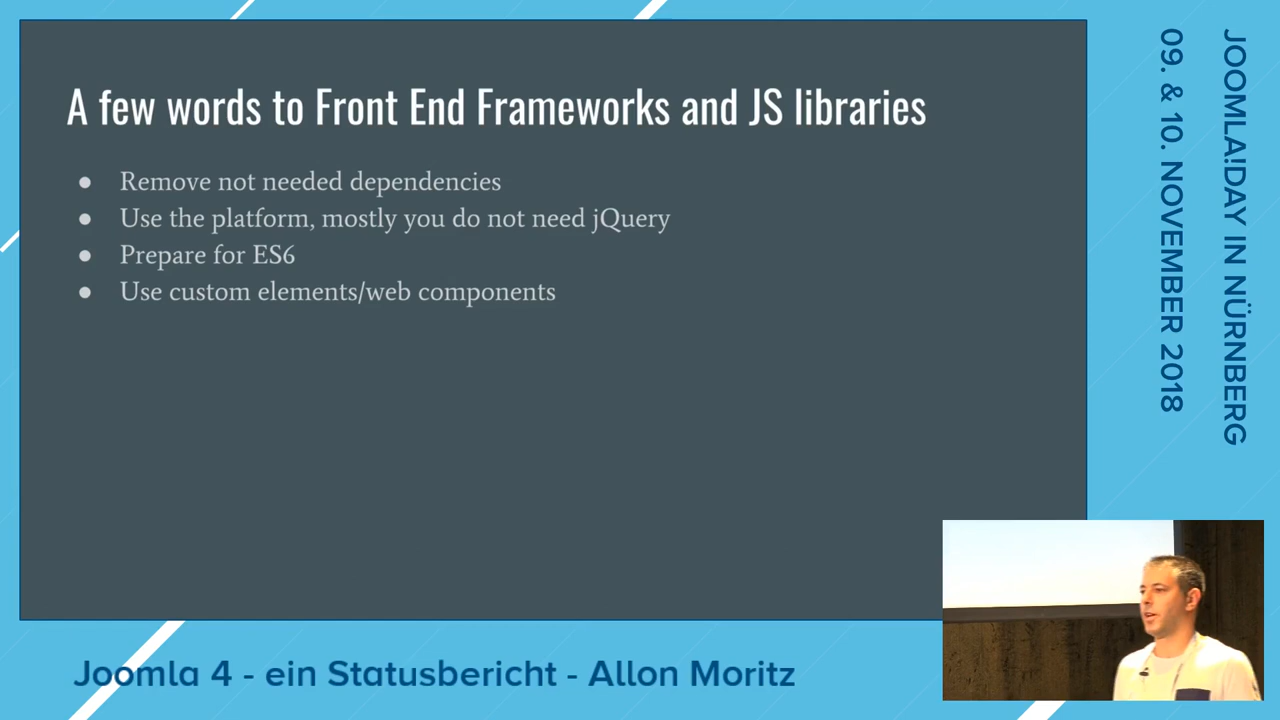 A few words to Front End Frameworks and JS libraries
● Remove not needed dependencies
● Use the platform, mostly you do not need jQuery
● Prepare for ES6
● Use custom elements/web components
JOOMLA!DAY IN NÜRNBERG
09. & 10. NOVEMBER 2018
Joomla 4 - ein Statusbericht - Allon Moritz